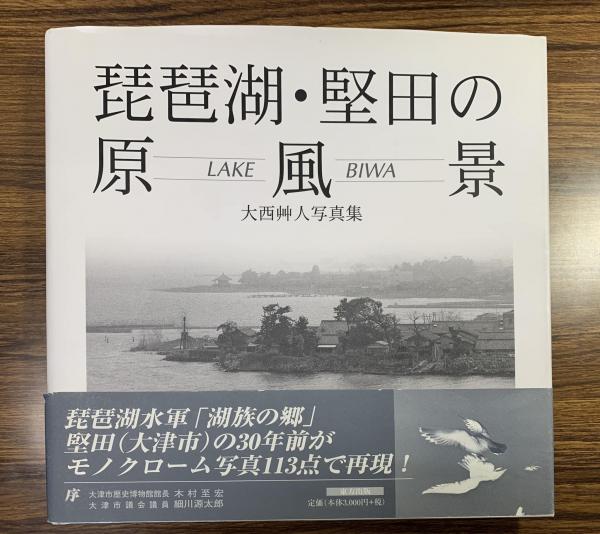 琵琶湖・堅田の
原 LAKE 風 BIWA 景
大西艸人写真集
琵琶湖水軍「湖族の郷」
堅田(大津市)の30年前が
モノクローム写真113点で再現!
序 大津市歴史博物館館長 木村至宏
大津市議会議員 細川源太郎
東方出版
定価(本体3,000円+税)